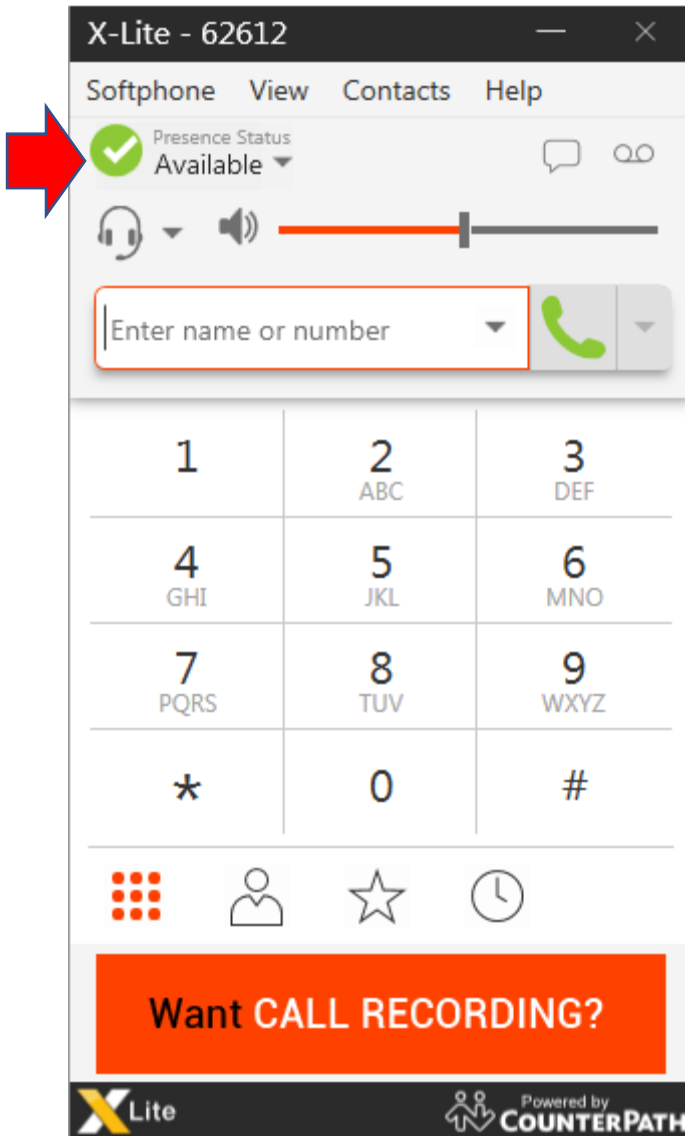 X-Lite - 62612
Softphone View Contacts Help
Presence Status
Available
Enter name or number
1 2 3
ABC DEF
4 5 6
GHI JKL MNO
7 8 9
PQRS TUV WXYZ
* 0 #
Want CALL RECORDING?
X Lite
Powered by
COUNTERPATH